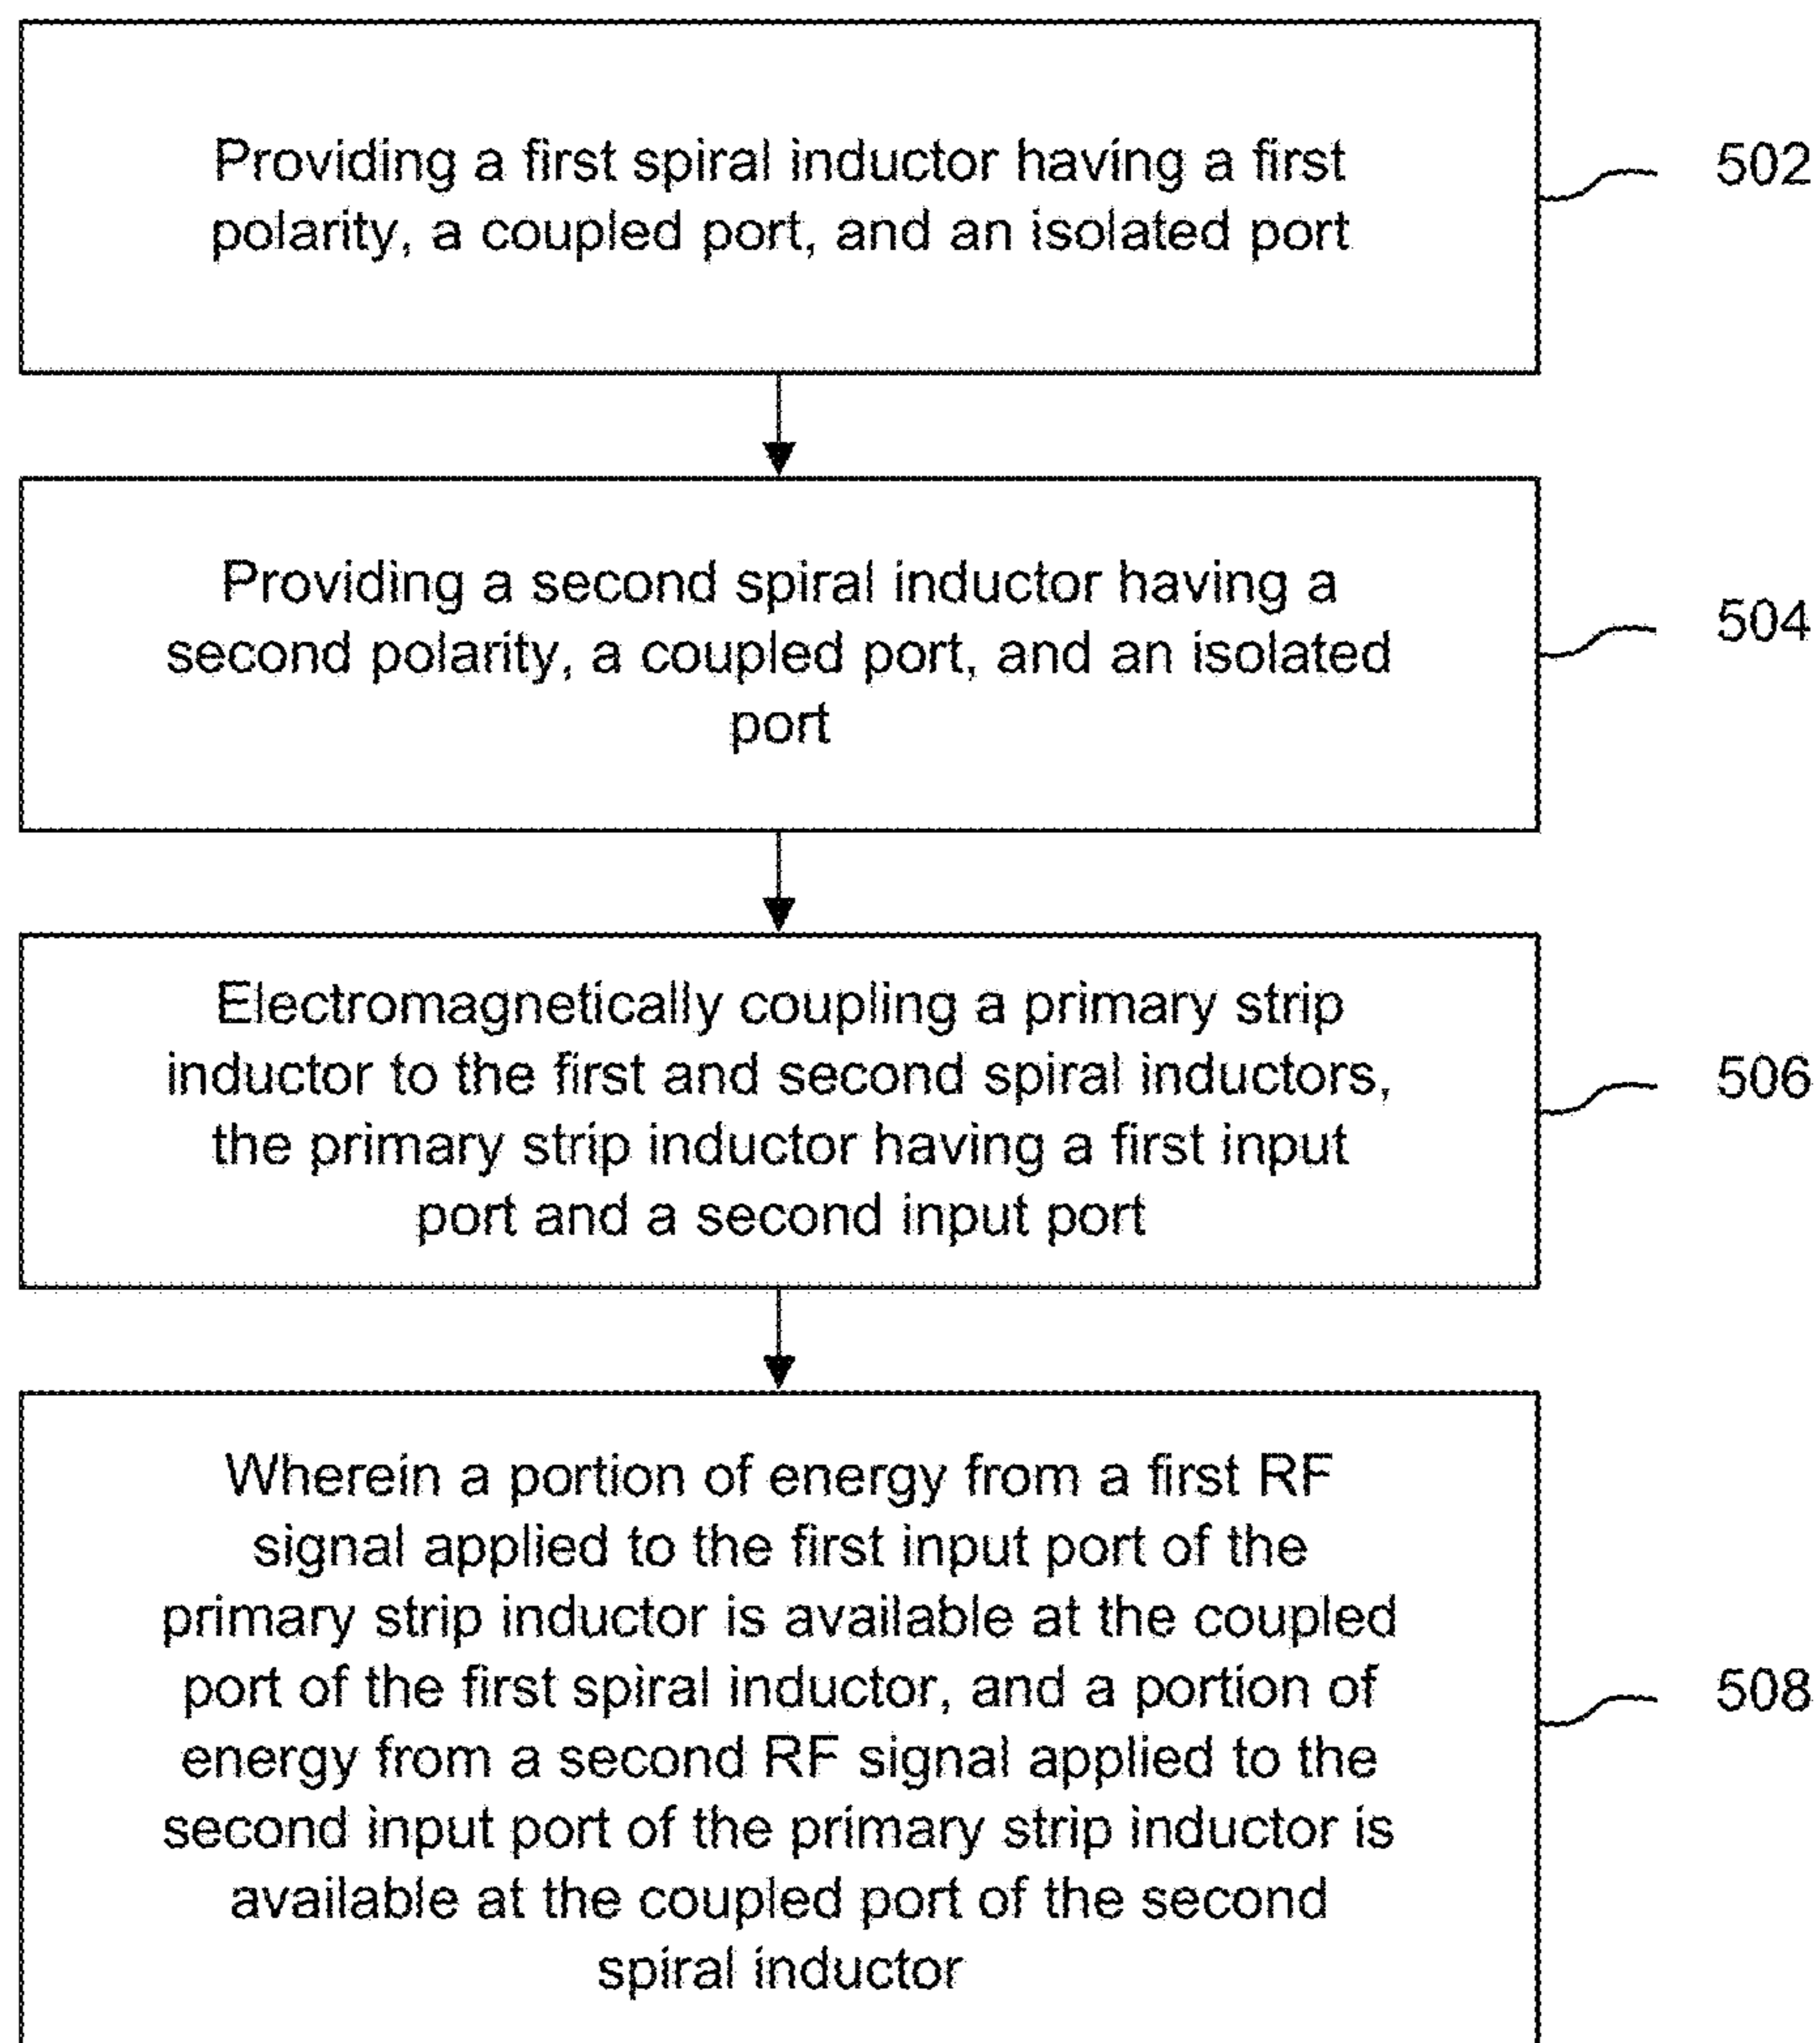 Providing a first spiral inductor having a first
polarity, a coupled port, and an isolated port
502
Providing a second spiral inductor having a
second polarity, a coupled port, and an isolated
port
504
Electromagnetically coupling a primary strip
inductor to the first and second spiral inductors,
the primary strip inductor having a first input
port and a second input port
506
Wherein a portion of energy from a first RF
signal applied to the first input port of the
primary strip inductor is available at the coupled
port of the first spiral inductor, and a portion of
energy from a second RF signal applied to the
second input port of the primary strip inductor is
available at the coupled port of the second
spiral inductor
508